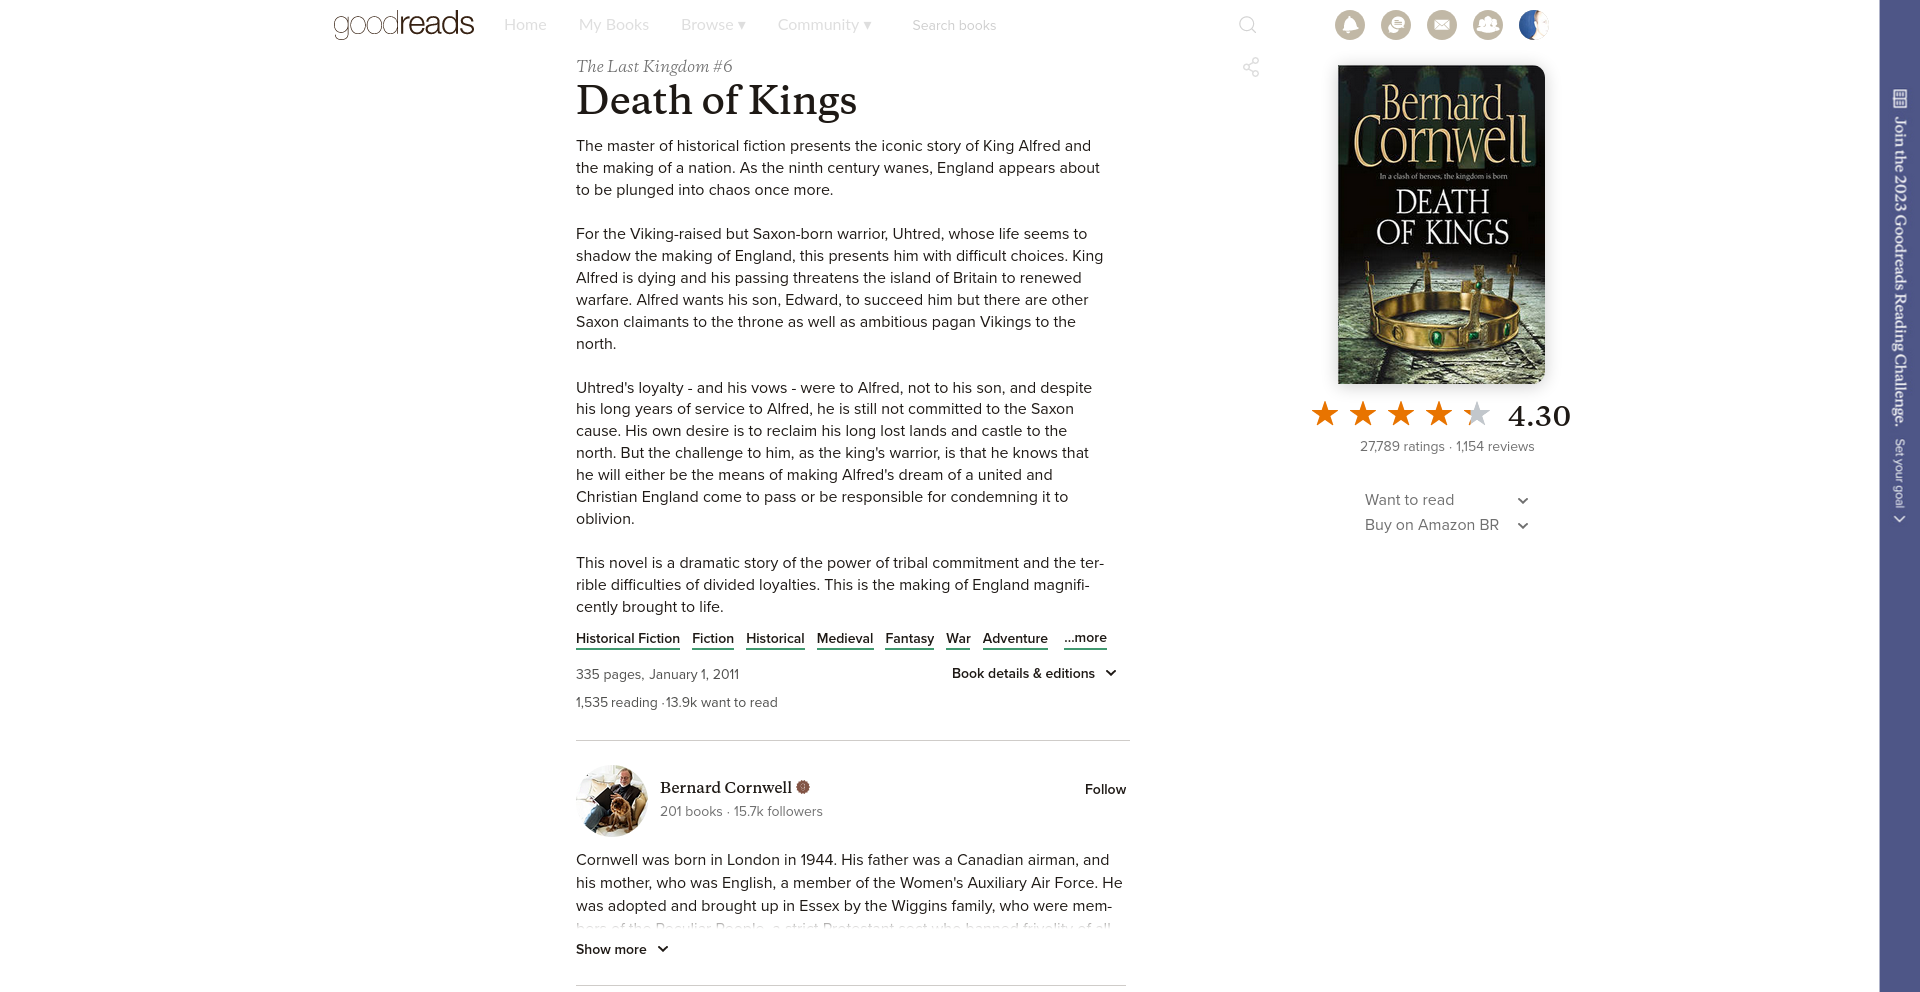 goodreads Home My Books Browse ▾ Community ▾ Search books
The Last Kingdom #6
Death of Kings
The master of historical fiction presents the iconic story of King Alfred and
the making of a nation. As the ninth century wanes, England appears about
to be plunged into chaos once more.
For the Viking-raised but Saxon-born warrior, Uhtred, whose life seems to
shadow the making of England, this presents him with difficult choices. King
Alfred is dying and his passing threatens the island of Britain to renewed
warfare. Alfred wants his son, Edward, to succeed him but there are other
Saxon claimants to the throne as well as ambitious pagan Vikings to the
north.
Uhtred's loyalty - and his vows - were to Alfred, not to his son, and despite
his long years of service to Alfred, he is still not committed to the Saxon
cause. His own desire is to reclaim his long lost lands and castle to the
north. But the challenge to him, as the king's warrior, is that he knows that
he will either be the means of making Alfred's dream of a united and
Christian England come to pass or be responsible for condemning it to
oblivion.
This novel is a dramatic story of the power of tribal commitment and the ter-
rible difficulties of divided loyalties. This is the making of England magnifi-
cently brought to life.
Historical Fiction Fiction Historical Medieval Fantasy War Adventure ...more
335 pages, January 1, 2011 Book details & editions
1,535 reading ·13.9k want to read
Bernard Cornwell
201 books · 15.7k followers
Follow
Cornwell was born in London in 1944. His father was a Canadian airman, and
his mother, who was English, a member of the Women's Auxiliary Air Force. He
was adopted and brought up in Essex by the Wiggins family, who were mem-
bers of the Peculiar People, a strict Protestant sect who banned frivolity of all
Show more
Bernard
Cornwell
In a clash of heroes, the kingdom is born
DEATH
OF KINGS
4.30
27,789 ratings · 1,154 reviews
Want to read
Buy on Amazon BR
Join the 2023 Goodreads Reading Challenge. Set your goal